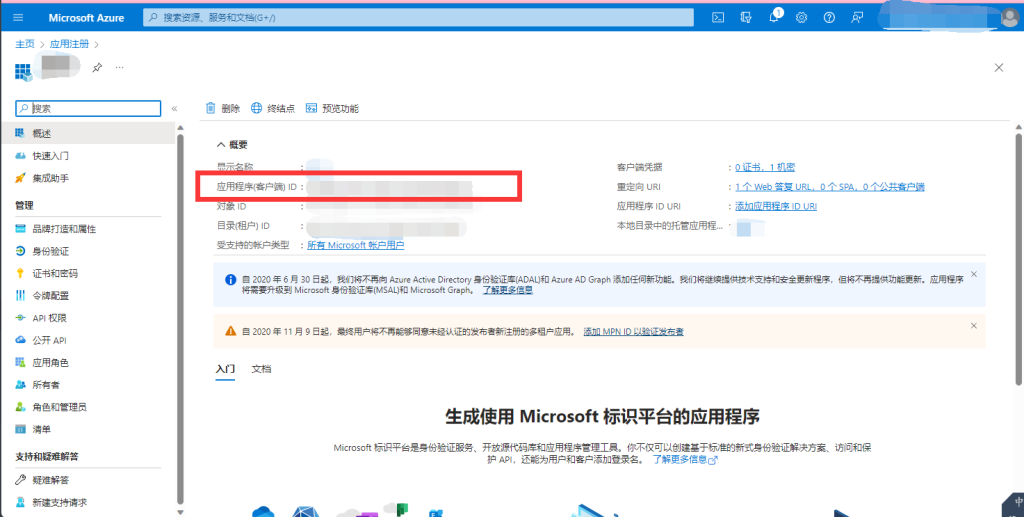 Microsoft Azure
搜索资源、服务和文档(G+/)
1
主页 > 应用注册 >
搜索
概述
快速入门
集成助手
管理
品牌打造和属性
身份验证
证书和密码
令牌配置
API 权限
公开 API
应用角色
所有者
角色和管理员
清单
支持和疑难解答
疑难解答
新建支持请求
删除 终结点 预览功能
概要
显示名称 :
应用程序(客户端) ID :
对象 ID :
目录(租户) ID :
受支持的帐户类型 : 所有 Microsoft 帐户用户
客户端凭据 : 0 证书，1 机密
重定向 URI : 1 个 Web 答复 URL，0 个 SPA，0 个公共客户端
应用程序 ID URI : 添加应用程序 ID URI
本地目录中的托管应用程... :
自 2020 年 6 月 30 日起，我们将不再向 Azure Active Directory 身份验证库(ADAL)和 Azure AD Graph 添加任何新功能。我们将继续提供技术支持和安全更新程序，但将不再提供功能更新。应用程序
将需要升级到 Microsoft 身份验证库(MSAL)和 Microsoft Graph。 了解更多信息
自 2020 年 11 月 9 日起，最终用户将不再能够同意未经认证的发布者新注册的多租户应用。 添加 MPN ID 以验证发布者
入门 文档
生成使用 Microsoft 标识平台的应用程序
Microsoft 标识平台是身份验证服务、开放源代码库和应用程序管理工具。你不仅可以创建基于标准的新式身份验证解决方案、访问和保
护 API，还能为用户和客户添加登录名。 了解更多信息
中